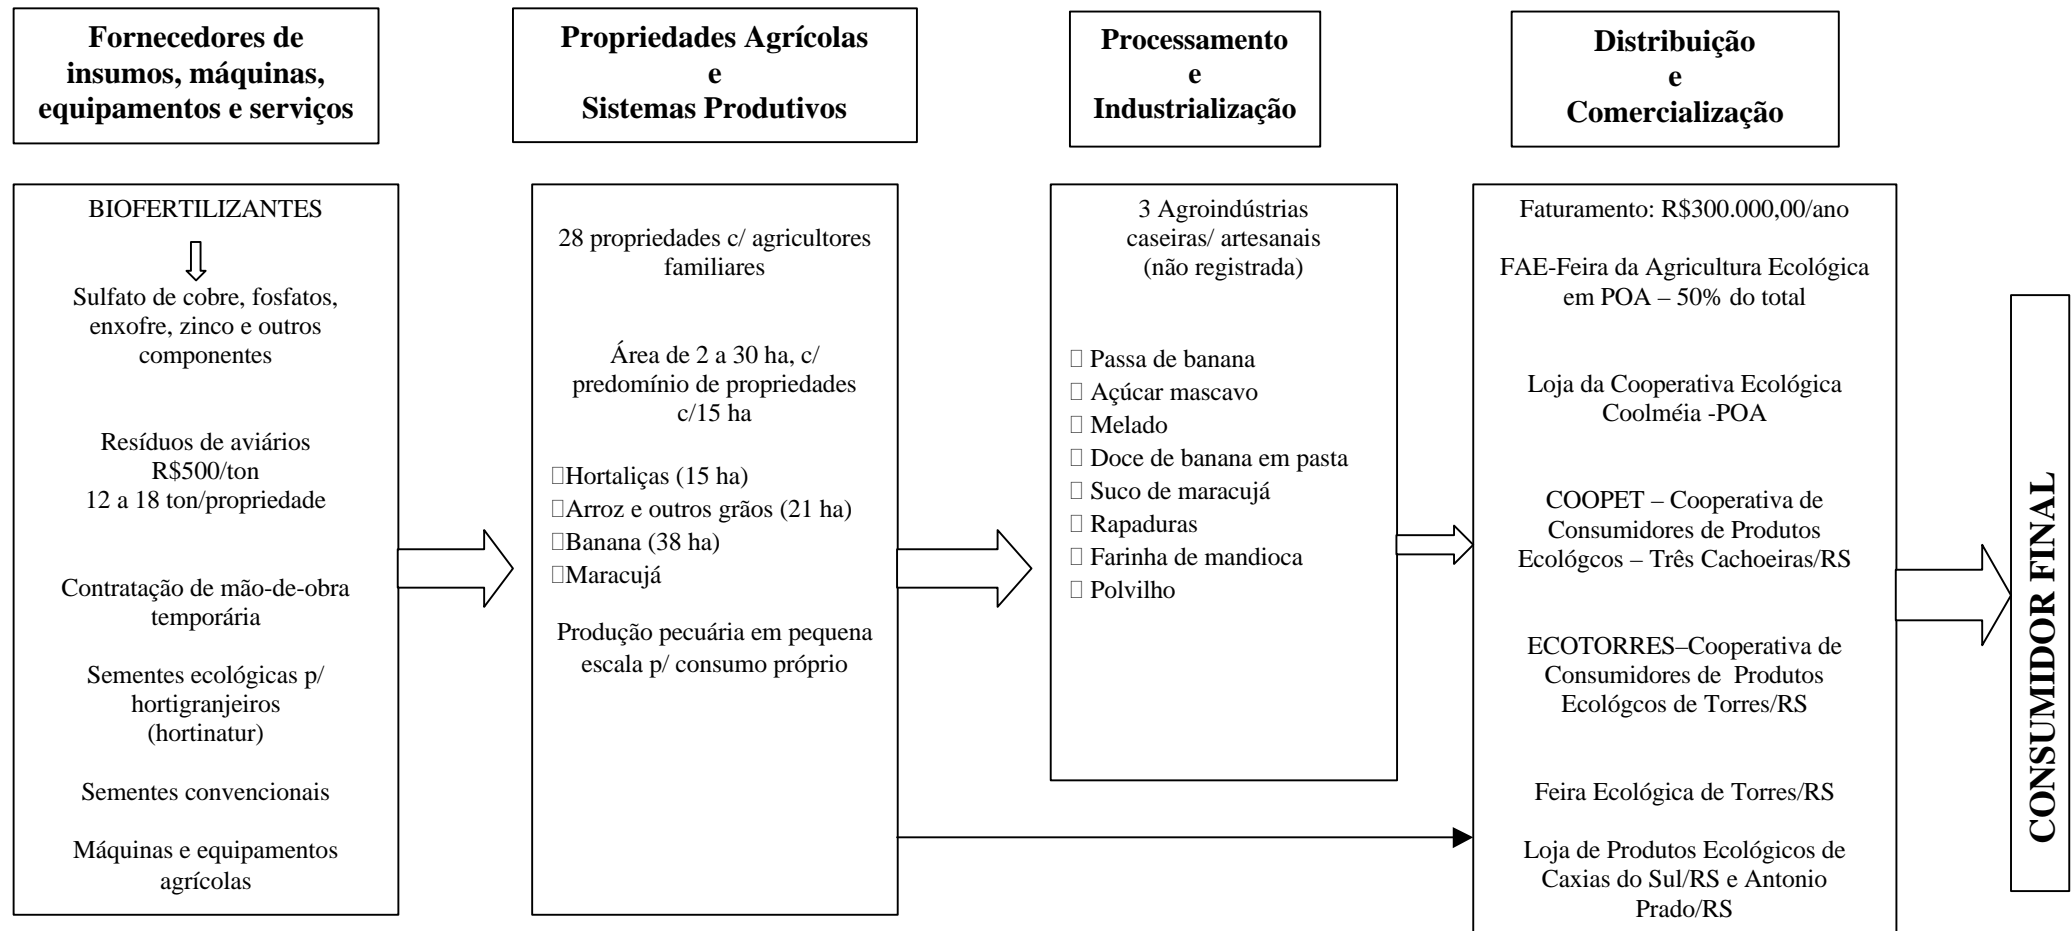 Fornecedores de
insumos, máquinas,
equipamentos e serviços
Propriedades Agrícolas
e
Sistemas Produtivos
Processamento
e
Industrialização
Distribuição
e
Comercialização
BIOFERTILIZANTES
Sulfato de cobre, fosfatos,
enxofre, zinco e outros
componentes
Resíduos de aviários
R$500/ton
12 a 18 ton/propriedade
Contratação de mão-de-obra
temporária
Sementes ecológicas p/
hortigranjeiros
(hortinatur)
Sementes convencionais
Máquinas e equipamentos
agrícolas
28 propriedades c/ agricultores
familiares
Área de 2 a 30 ha, c/
predomínio de propriedades
c/15 ha
Hortaliças (15 ha)
Arroz e outros grãos (21 ha)
Banana (38 ha)
Maracujá
Produção pecuária em pequena
escala p/ consumo próprio
3 Agroindústrias
caseiras/ artesanais
(não registrada)
Passa de banana
Açúcar mascavo
Melado
Doce de banana em pasta
Suco de maracujá
Rapaduras
Farinha de mandioca
Polvilho
Faturamento: R$300.000,00/ano
FAE-Feira da Agricultura Ecológica
em POA – 50% do total
Loja da Cooperativa Ecológica
Coolméia -POA
COOPET – Cooperativa de
Consumidores de Produtos
Ecológcos – Três Cachoeiras/RS
ECOTORRES–Cooperativa de
Consumidores de Produtos
Ecológcos de Torres/RS
Feira Ecológica de Torres/RS
Loja de Produtos Ecológicos de
Caxias do Sul/RS e Antonio
Prado/RS
CONSUMIDOR FINAL